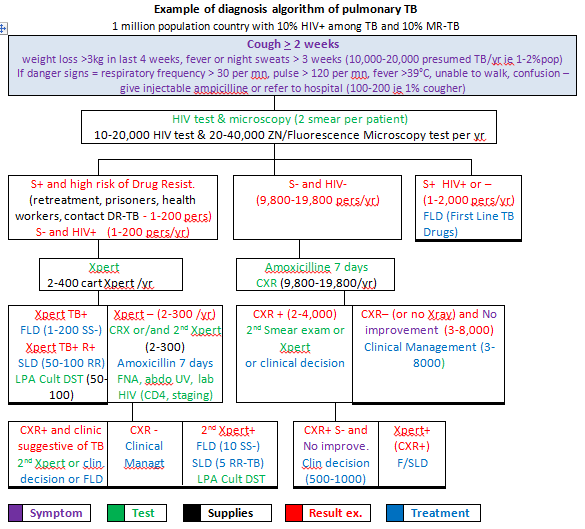 Example of diagnosis algorithm of pulmonary TB
1 million population country with 10% HIV+ among TB and 10% MR-TB
Cough > 2 weeks
weight loss >3kg in last 4 weeks, fever or night sweats > 3 weeks (10,000-20,000 presumed TB/yr ie 1-2%pop)
If danger signs = respiratory frequency > 30 per mn, pulse > 120 per mn, fever >39°C, unable to walk, confusion –
give injectable ampicilline or refer to hospital (100-200 ie 1% cougher)
HIV test & microscopy (2 smear per patient)
10-20,000 HIV test & 20-40,000 ZN/Fluorescence Microscopy test per yr
S+ and high risk of Drug Resist.
(retreatment, prisoners, health
workers, contact DR-TB - 1-200 pers)
S- and HIV+ (1-200 pers/yr)
S- and HIV-
(9,800-19,800 pers/yr)
S+ HIV+ or –
(1-2,000 pers/yr)
FLD (First Line TB
Drugs)
Xpert
2-400 cart Xpert /yr
Amoxicilline 7 days
CXR (9,800-19,800/yr)
Xpert TB+
FLD (1-200 SS-)
Xpert TB+ R+
SLD (50-100 RR)
LPA Cult DST (50-
100)
Xpert – (2-300 /yr)
CRX or/and 2nd Xpert
(2-300)
Amoxicillin 7 days
FNA, abdo UV, lab
HIV (CD4, staging)
CXR + (2-4,000)
2nd Smear exam or
Xpert
or clinical decision
CXR– (or no Xray) and No
improvement (3-8,000)
Clinical Management (3-
8000)
CXR+ and clinic
suggestive of TB
2nd Xpert or clin.
decision or FLD
CXR -
Clinical
Managt
2nd Xpert+
FLD (10 SS-)
SLD (5 RR-TB)
LPA Cult DST
CXR+ S- and
No improve.
Clin decision
(500-1000)
Xpert+
(CXR+)
F/SLD
Symptom
Test
Supplies
Result ex.
Treatment